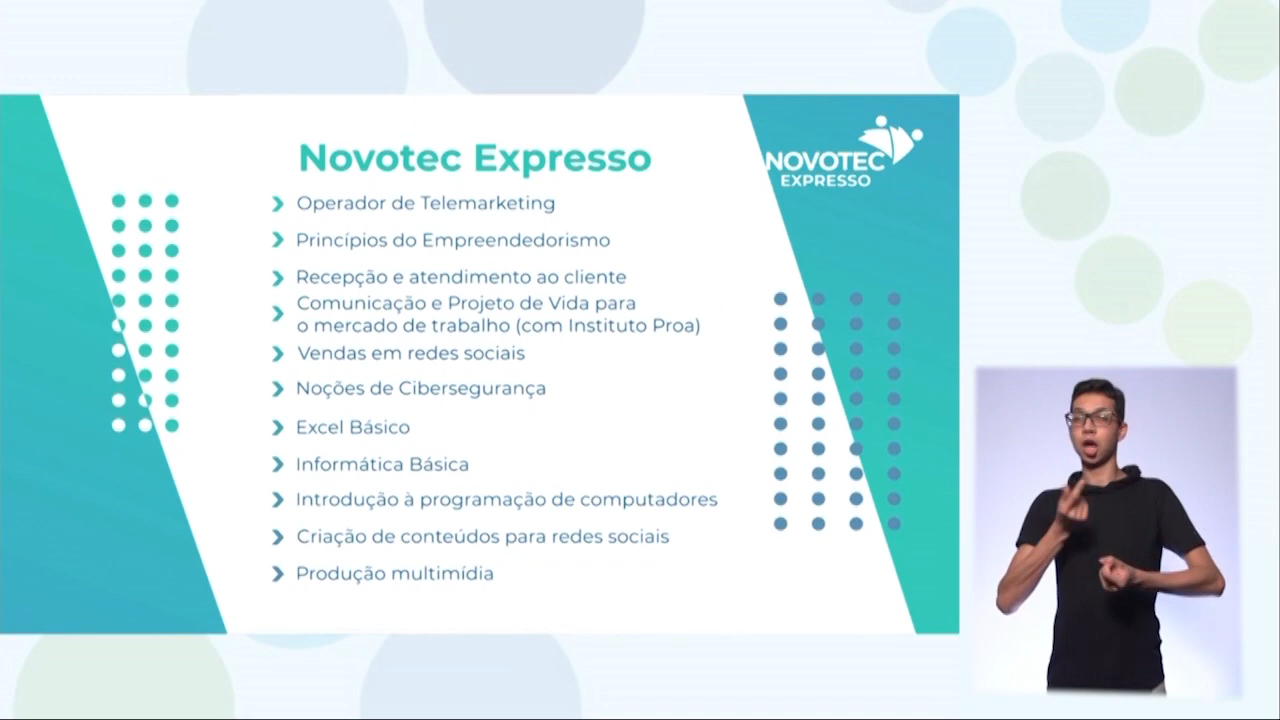 Novotec Expresso
NOVOTEC
EXPRESSO
Operador de Telemarketing
Princípios do Empreendedorismo
Recepção e atendimento ao cliente
Comunicação e Projeto de Vida para
o mercado de trabalho (com Instituto Proa)
Vendas em redes sociais
Noções de Cibersegurança
Excel Básico
Informática Básica
Introdução à programação de computadores
Criação de conteúdos para redes sociais
Produção multimídia